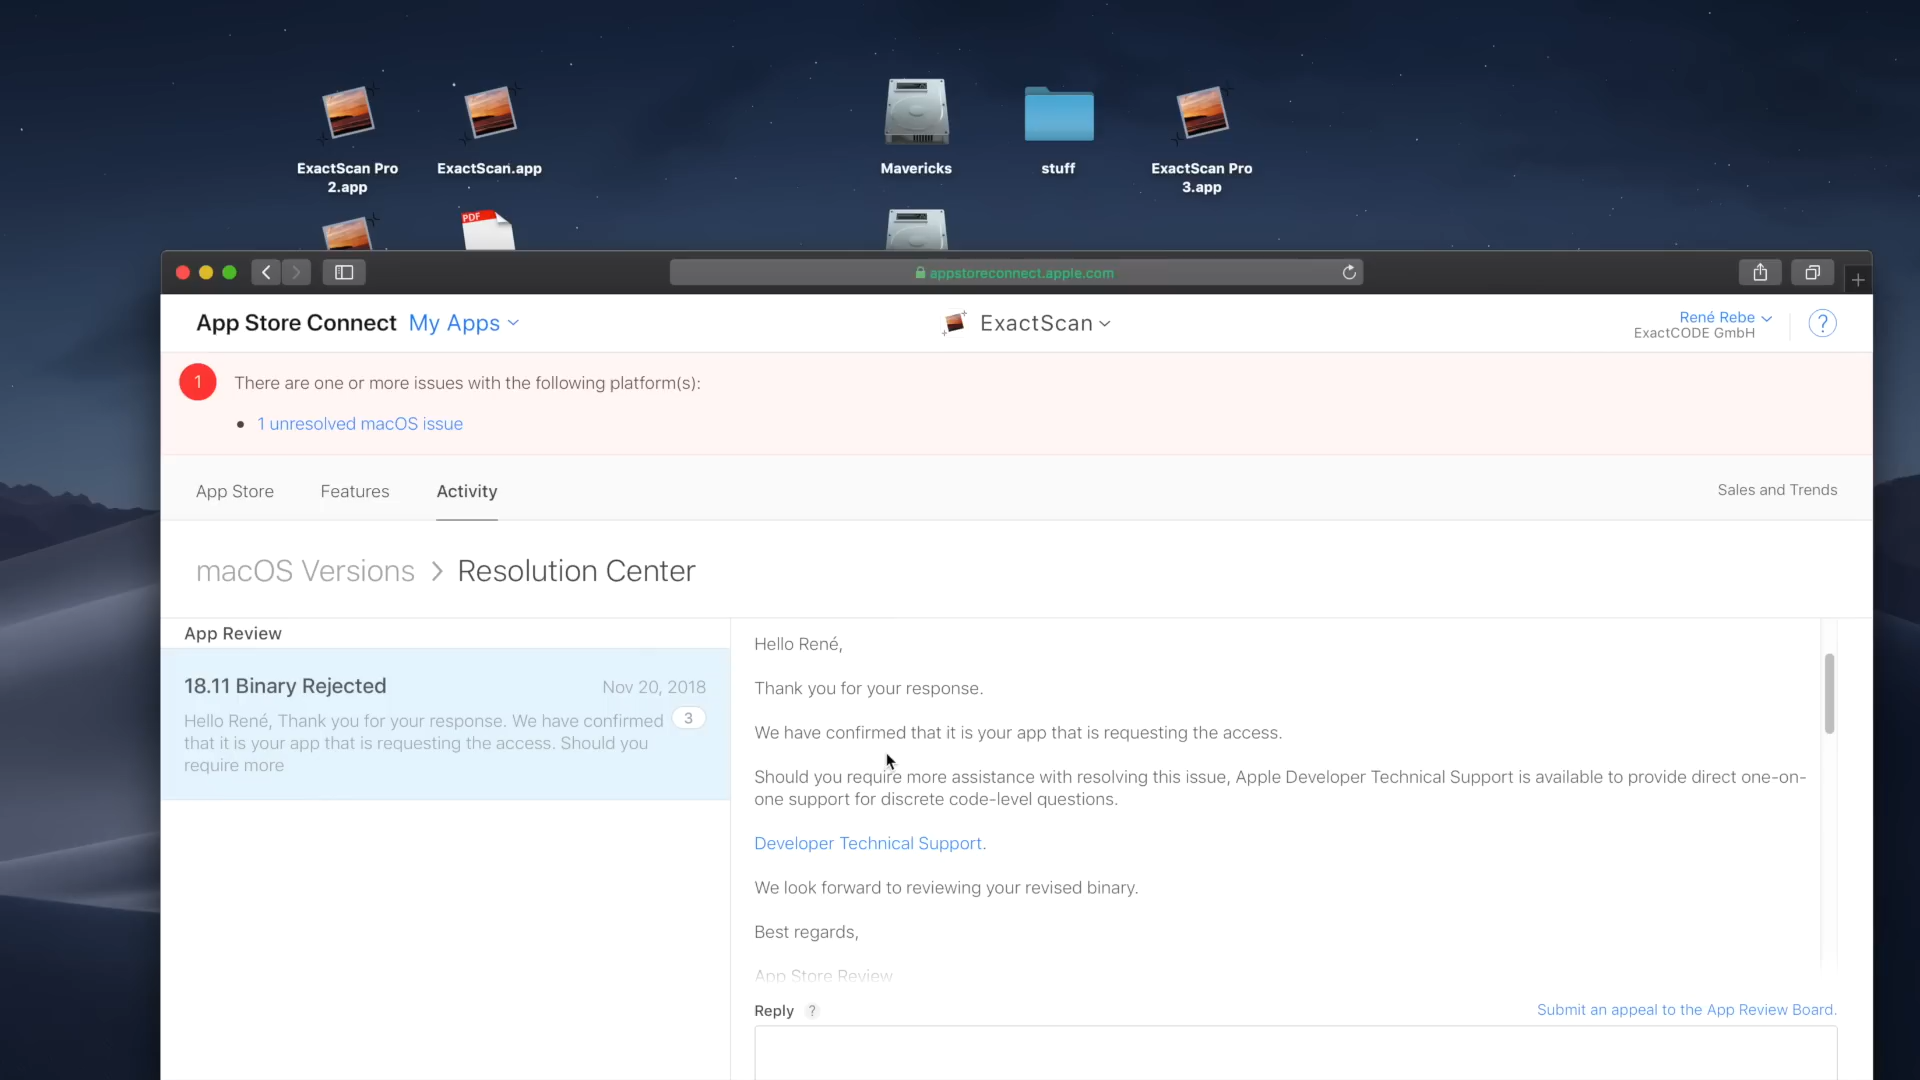 ExactScan Pro
2.app
ExactScan.app
Mavericks
stuff
ExactScan Pro
3.app
PDF
appstoreconnect.apple.com
App Store Connect My Apps
ExactScan
René Rebe
ExactCODE GmbH
?
1
There are one or more issues with the following platform(s):
• 1 unresolved macOS issue
App Store
Features
Activity
Sales and Trends
macOS Versions > Resolution Center
App Review
18.11 Binary Rejected
Nov 20, 2018
Hello René, Thank you for your response. We have confirmed
that it is your app that is requesting the access. Should you
require more
3
Hello René,
Thank you for your response.
We have confirmed that it is your app that is requesting the access.
Should you require more assistance with resolving this issue, Apple Developer Technical Support is available to provide direct one-on-
one support for discrete code-level questions.
Developer Technical Support.
We look forward to reviewing your revised binary.
Best regards,
App Store Review
Reply ?
Submit an appeal to the App Review Board.